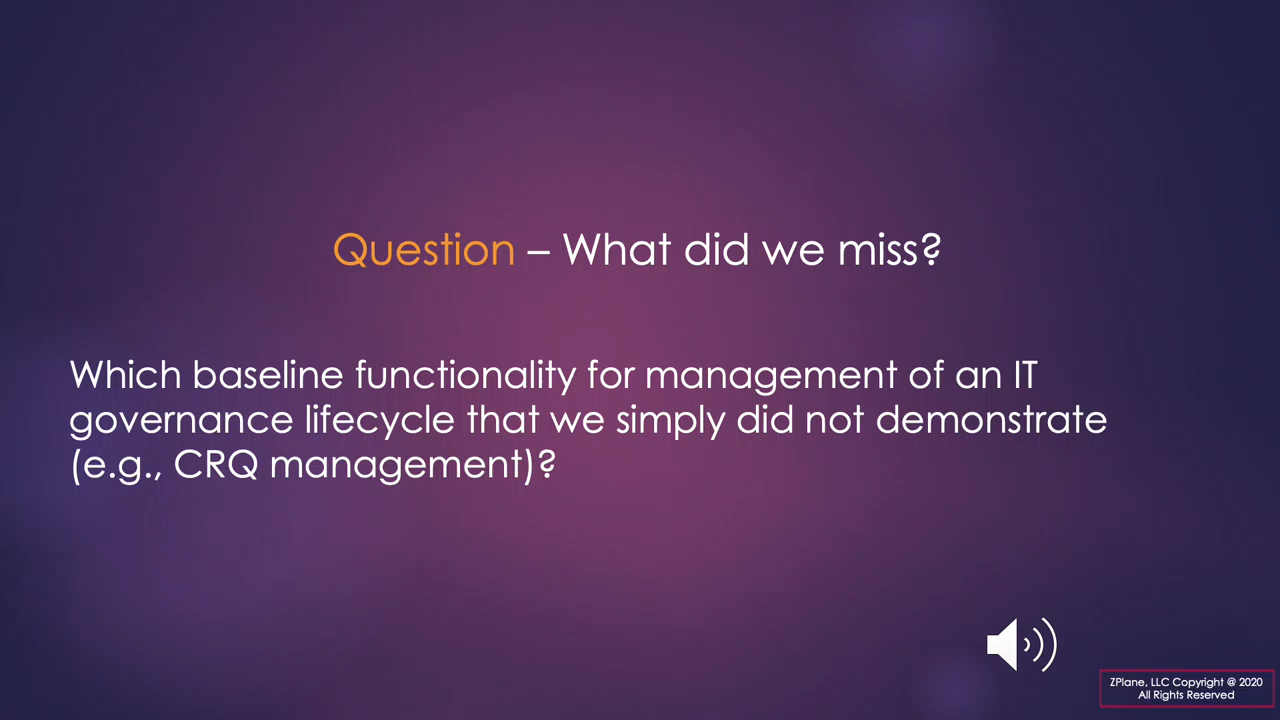 Question – What did we miss?
Which baseline functionality for management of an IT
governance lifecycle that we simply did not demonstrate
(e.g., CRQ management)?
ZPlane, LLC Copyright @ 2020
All Rights Reserved